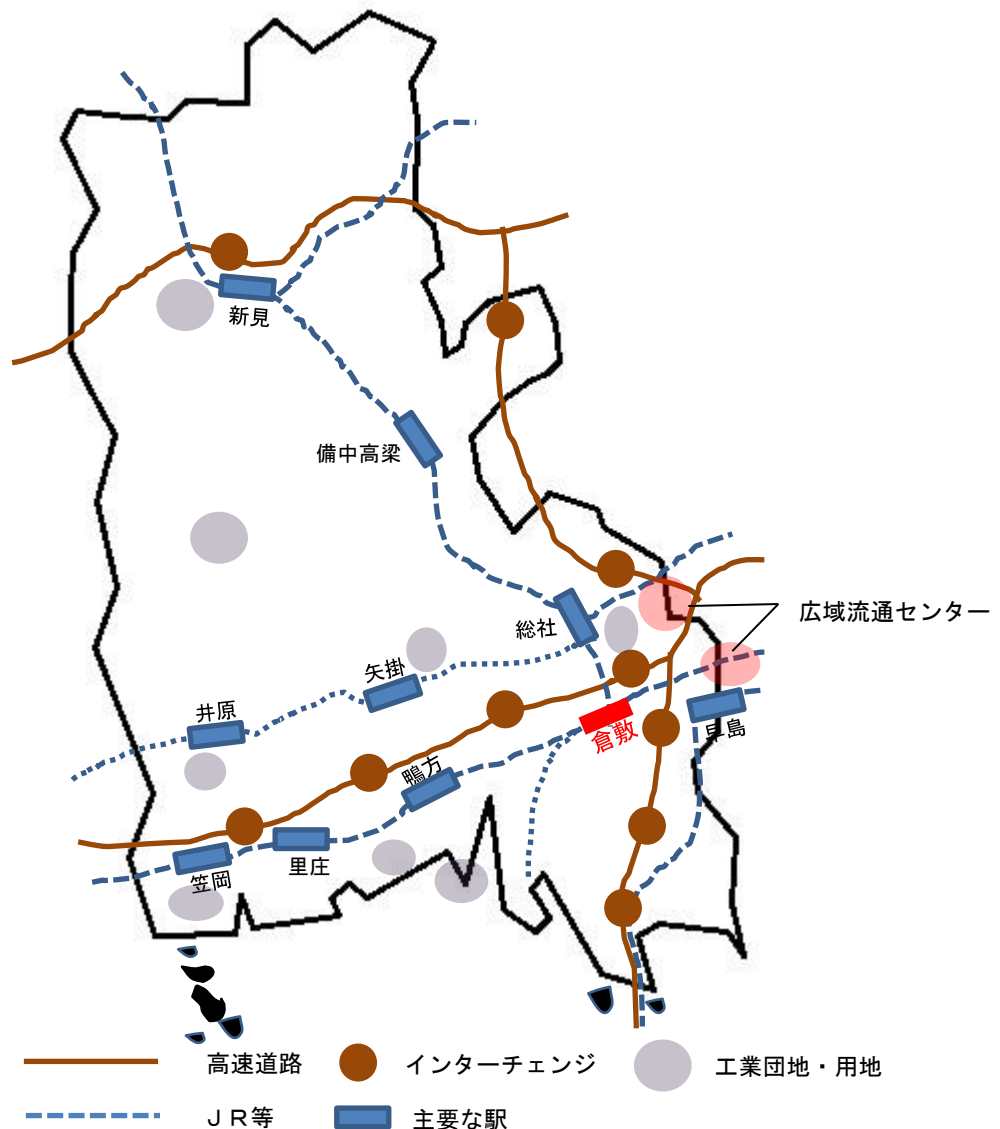 新見
備中高梁
総社
広域流通センター
矢掛
井原
倉敷
早島
鴨方
里庄
笠岡
高速道路
インターチェンジ
工業団地・用地
ＪＲ等
主要な駅